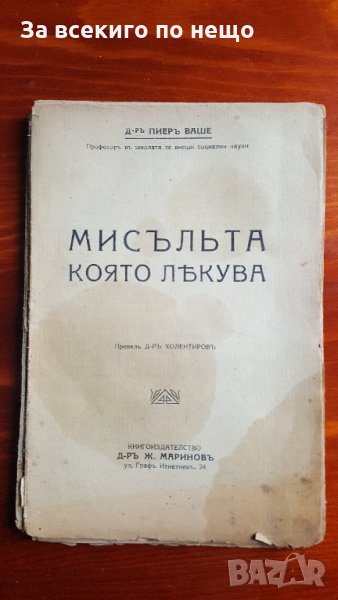 За всекиго по нещо
Д-РЪ ПИЕРЪ ВАШЕ
Професоръ въ школата за висши социални науки
МИСЪЛЬТА
КОЯТО ЛѢКУВА
Превелъ Д-РЪ ХОЛЕНТИРОВЪ
КНИГОИЗДАТЕЛСТВО
Д-РЪ Ж. МАРИНОВЪ
ул. Графъ Игнатиевъ, 24
BAZAR